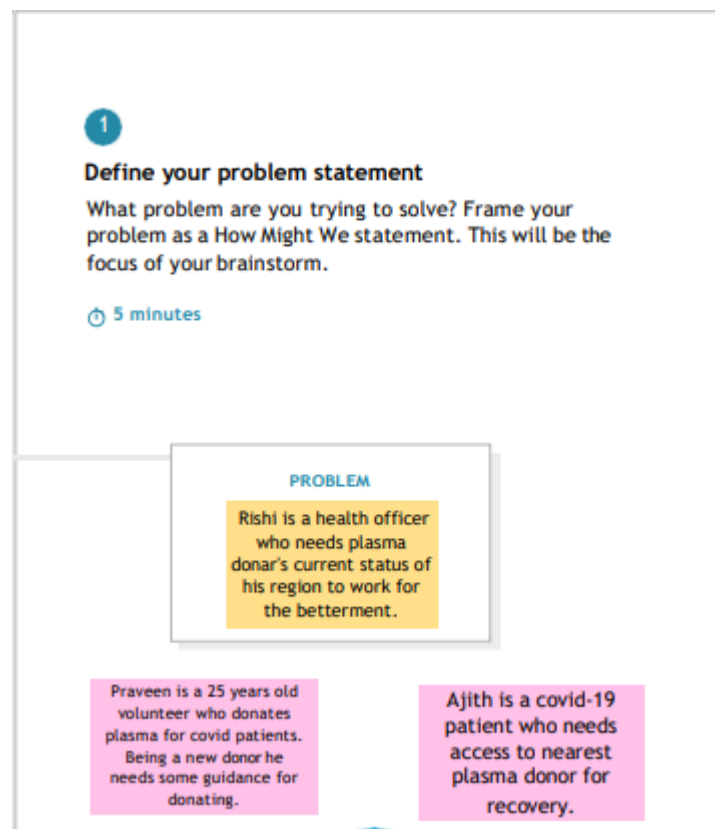 1
Define your problem statement
What problem are you trying to solve? Frame your
problem as a How Might We statement. This will be the
focus of your brainstorm.
5 minutes
PROBLEM
Rishi is a health officer
who needs plasma
donar's current status of
his region to work for
the betterment.
Praveen is a 25 years old
volunteer who donates
plasma for covid patients.
Being a new donor he
needs some guidance for
donating.
Ajith is a covid-19
patient who needs
access to nearest
plasma donor for
recovery.